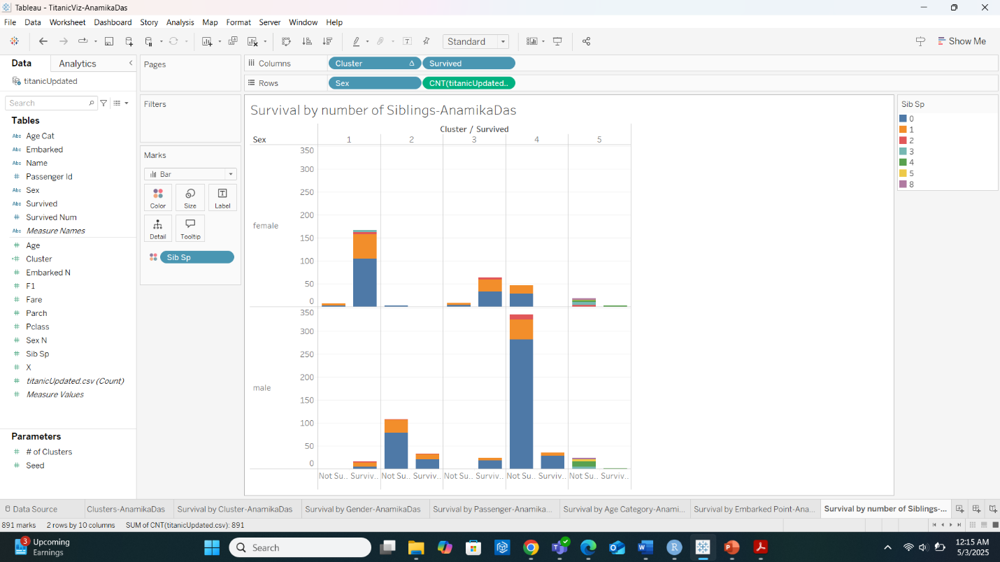 Tableau - TitanicViz-AnamikaDas
File Data Worksheet Dashboard Story Analysis Map Format Server Window Help
Standard
Show Me
Data
Analytics
titanicUpdated
Search
Tables
Abc Age Cat
Abc Embarked
Abc Name
# Passenger Id
Abc Sex
Abc Survived
# Survived Num
Abc Measure Names
# Age
=# Cluster
# Embarked N
# F1
# Fare
# Parch
# Pclass
# Sex N
# Sib Sp
# X
# titanicUpdated.csv (Count)
# Measure Values
Parameters
# # of Clusters
# Seed
Pages
Filters
Marks
Bar
Color
Size
Label
Detail
Tooltip
Sib Sp
Columns
Cluster
Survived
Rows
Sex
CNT(titanicUpdated..
Survival by number of Siblings-AnamikaDas
Cluster / Survived
Sex 1 2 3 4 5
female
350
300
250
200
150
100
50
0
male
350
300
250
200
150
100
50
0
Not Su.. Surviv.. Not Su.. Surviv.. Not Su.. Surviv.. Not Su.. Surviv.. Not Su.. Surviv..
Sib Sp
0
1
2
3
4
5
8
Data Source
Clusters-AnamikaDas
Survival by Cluster-AnamikaDas
Survival by Gender-AnamikaDas
Survival by Passenger-Anamika...
Survival by Age Category-Anami...
Survival by Embarked Point-Ana...
Survival by number of Siblings-...
891 marks 2 rows by 10 columns SUM of CNT(titanicUpdated.csv): 891
3
Upcoming
Earnings
Search
12:15 AM
5/3/2025